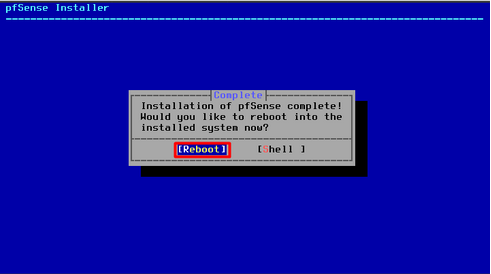 pfSense Installer
Complete
Installation of pfSense complete!
Would you like to reboot into the
installed system now?
[Reboot] [Shell ]